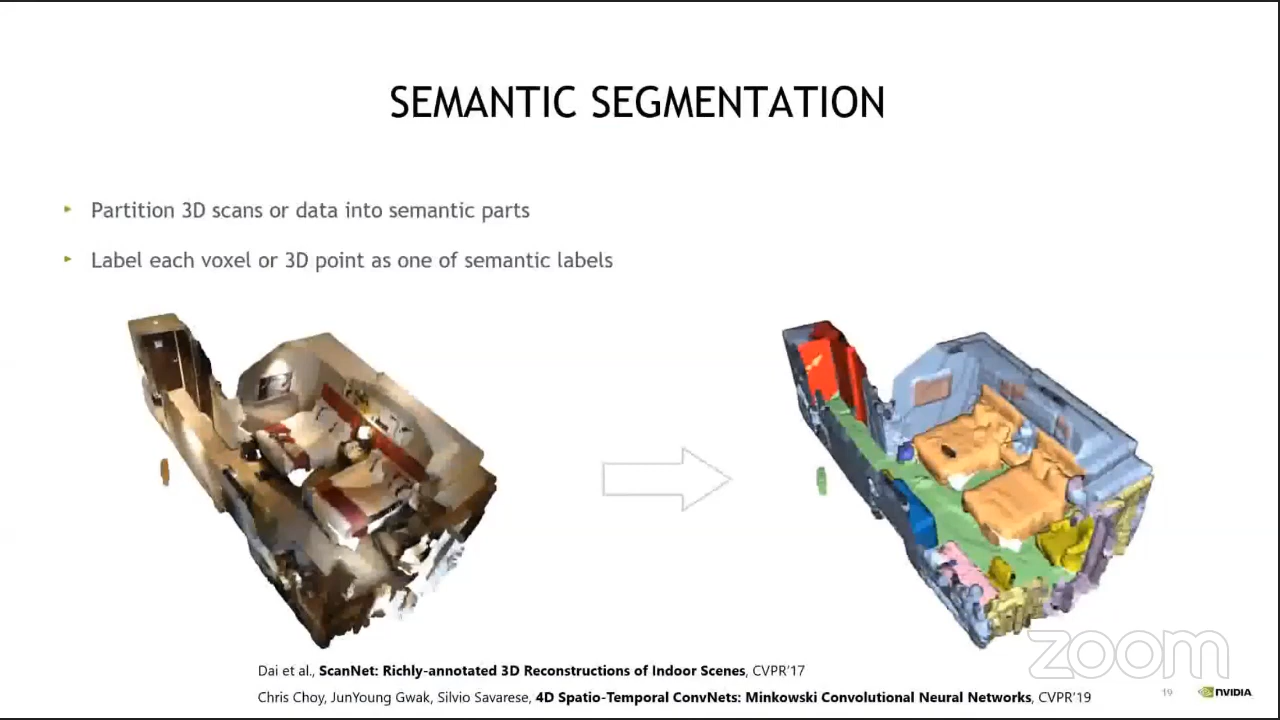 SEMANTIC SEGMENTATION
Partition 3D scans or data into semantic parts
Label each voxel or 3D point as one of semantic labels
Dai et al., ScanNet: Richly-annotated 3D Reconstructions of Indoor Scenes, CVPR'17
Chris Choy, JunYoung Gwak, Silvio Savarese, 4D Spatio-Temporal ConvNets: Minkowski Convolutional Neural Networks, CVPR'19
zoom
19
NVIDIA